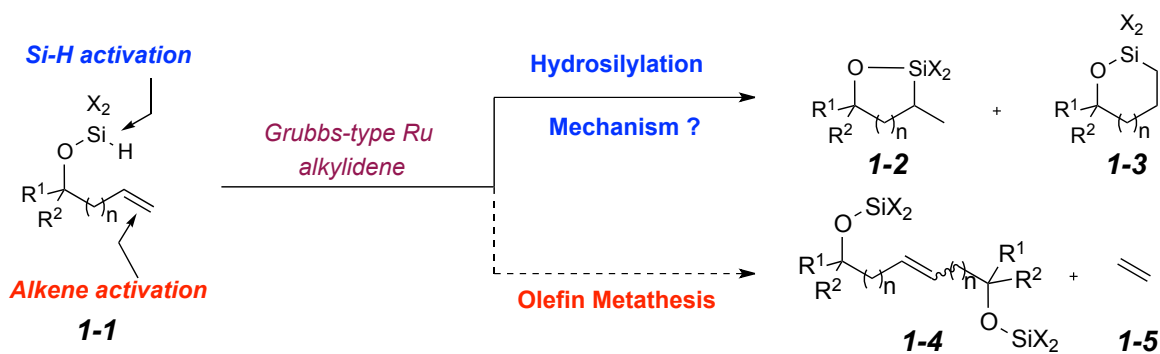 Si-H activation
X2
Si
O
H
R1
R2
n
Alkene activation
1-1
Grubbs-type Ru
alkylidene
Hydrosilylation
Mechanism ?
Olefin Metathesis
O
SiX2
R1
R2
n
1-2
+
X2
Si
O
R1
R2
n
1-3
O
SiX2
R1
R2
n
n
R1
R2
O
SiX2
1-4
+
1-5